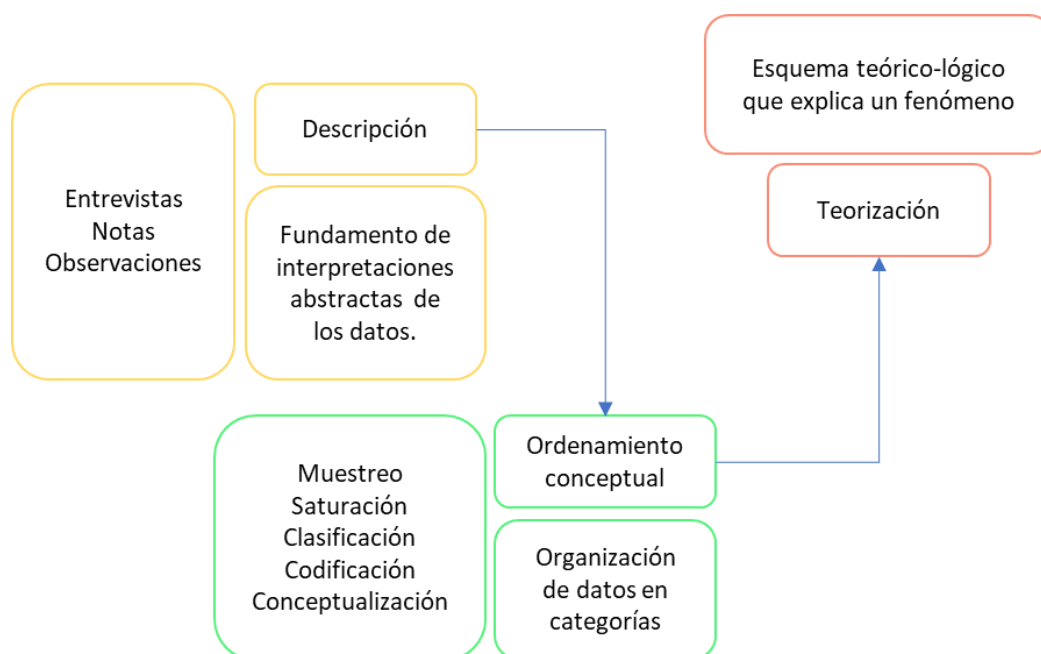 Entrevistas
Notas
Observaciones
Descripción
Fundamento de
interpretaciones
abstractas de
los datos.
Muestreo
Saturación
Clasificación
Codificación
Conceptualización
Ordenamiento
conceptual
Organización
de datos en
categorías
Esquema teórico-lógico
que explica un fenómeno
Teorización